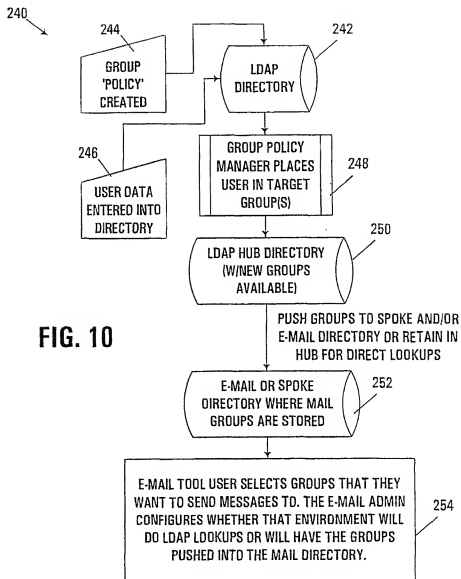 240
244
GROUP
'POLICY'
CREATED
242
LDAP
DIRECTORY
246
USER DATA
ENTERED INTO
DIRECTORY
GROUP POLICY
MANAGER PLACES
USER IN TARGET
GROUP(S)
248
250
LDAP HUB DIRECTORY
(W/NEW GROUPS
AVAILABLE)
FIG. 10
PUSH GROUPS TO SPOKE AND/OR
E-MAIL DIRECTORY OR RETAIN IN
HUB FOR DIRECT LOOKUPS
E-MAIL OR SPOKE
DIRECTORY WHERE MAIL
GROUPS ARE STORED
252
E-MAIL TOOL USER SELECTS GROUPS THAT THEY
WANT TO SEND MESSAGES TO. THE E-MAIL ADMIN
CONFIGURES WHETHER THAT ENVIRONMENT WILL
DO LDAP LOOKUPS OR WILL HAVE THE GROUPS
PUSHED INTO THE MAIL DIRECTORY.
254